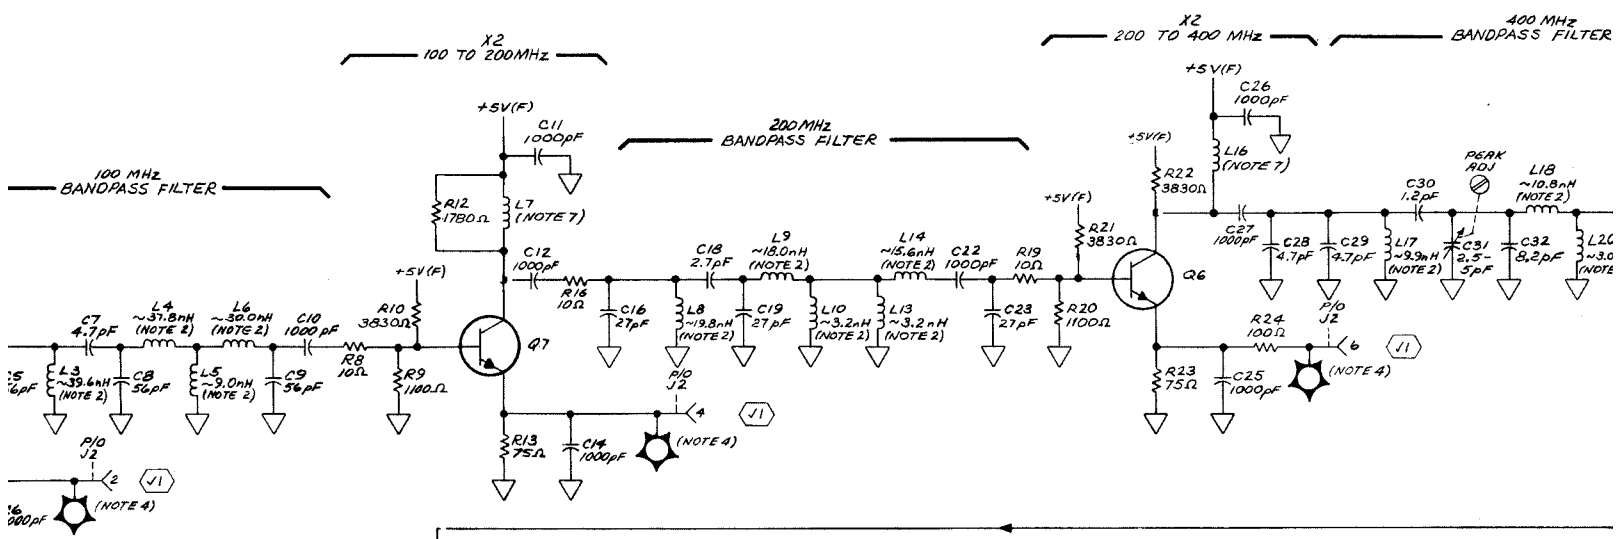 X2
100 TO 200MHz
X2
200 TO 400MHz
400 MHz
BANDPASS FILTER
200MHz
BANDPASS FILTER
100 MHz
BANDPASS FILTER
+5V(F)
C11
1000pF
R12
1780Ω
L7
(NOTE 7)
C12
1000pF
R16
10Ω
+5V(F)
R10
3830Ω
C7
4.7pF
L4
~37.8nH
(NOTE 2)
L6
~30.0nH
(NOTE 2)
C10
1000pF
R8
10Ω
R9
1100Ω
Q7
6pF
L3
~39.6nH
(NOTE 2)
C8
56pF
L5
~9.0nH
(NOTE 2)
C9
56pF
R13
75Ω
C14
1000pF
P/O
J2
4
√1
(NOTE 4)
P/O
J2
2
√1
(NOTE 4)
000pF
C16
27pF
L8
~19.8nH
(NOTE 2)
C18
2.7pF
C19
27pF
L9
~18.0nH
(NOTE 2)
L10
~3.2nH
(NOTE 2)
L13
~3.2nH
(NOTE 2)
L14
~15.6nH
(NOTE 2)
C22
1000pF
C23
27pF
R19
10Ω
R20
1100Ω
+5V(F)
R21
3830Ω
+5V(F)
R22
3830Ω
+5V(F)
C26
1000pF
L16
(NOTE 7)
Q6
R23
75Ω
C25
1000pF
R24
100Ω
P/O
J2
6
√1
(NOTE 4)
C27
1000pF
C28
4.7pF
C29
4.7pF
L17
~9.9nH
(NOTE 2)
C30
1.2pF
PEAK
ADJ
C31
2.5-
5pF
C32
8.2pF
L18
~10.8nH
(NOTE 2)
L20
~3.0
(NOTE